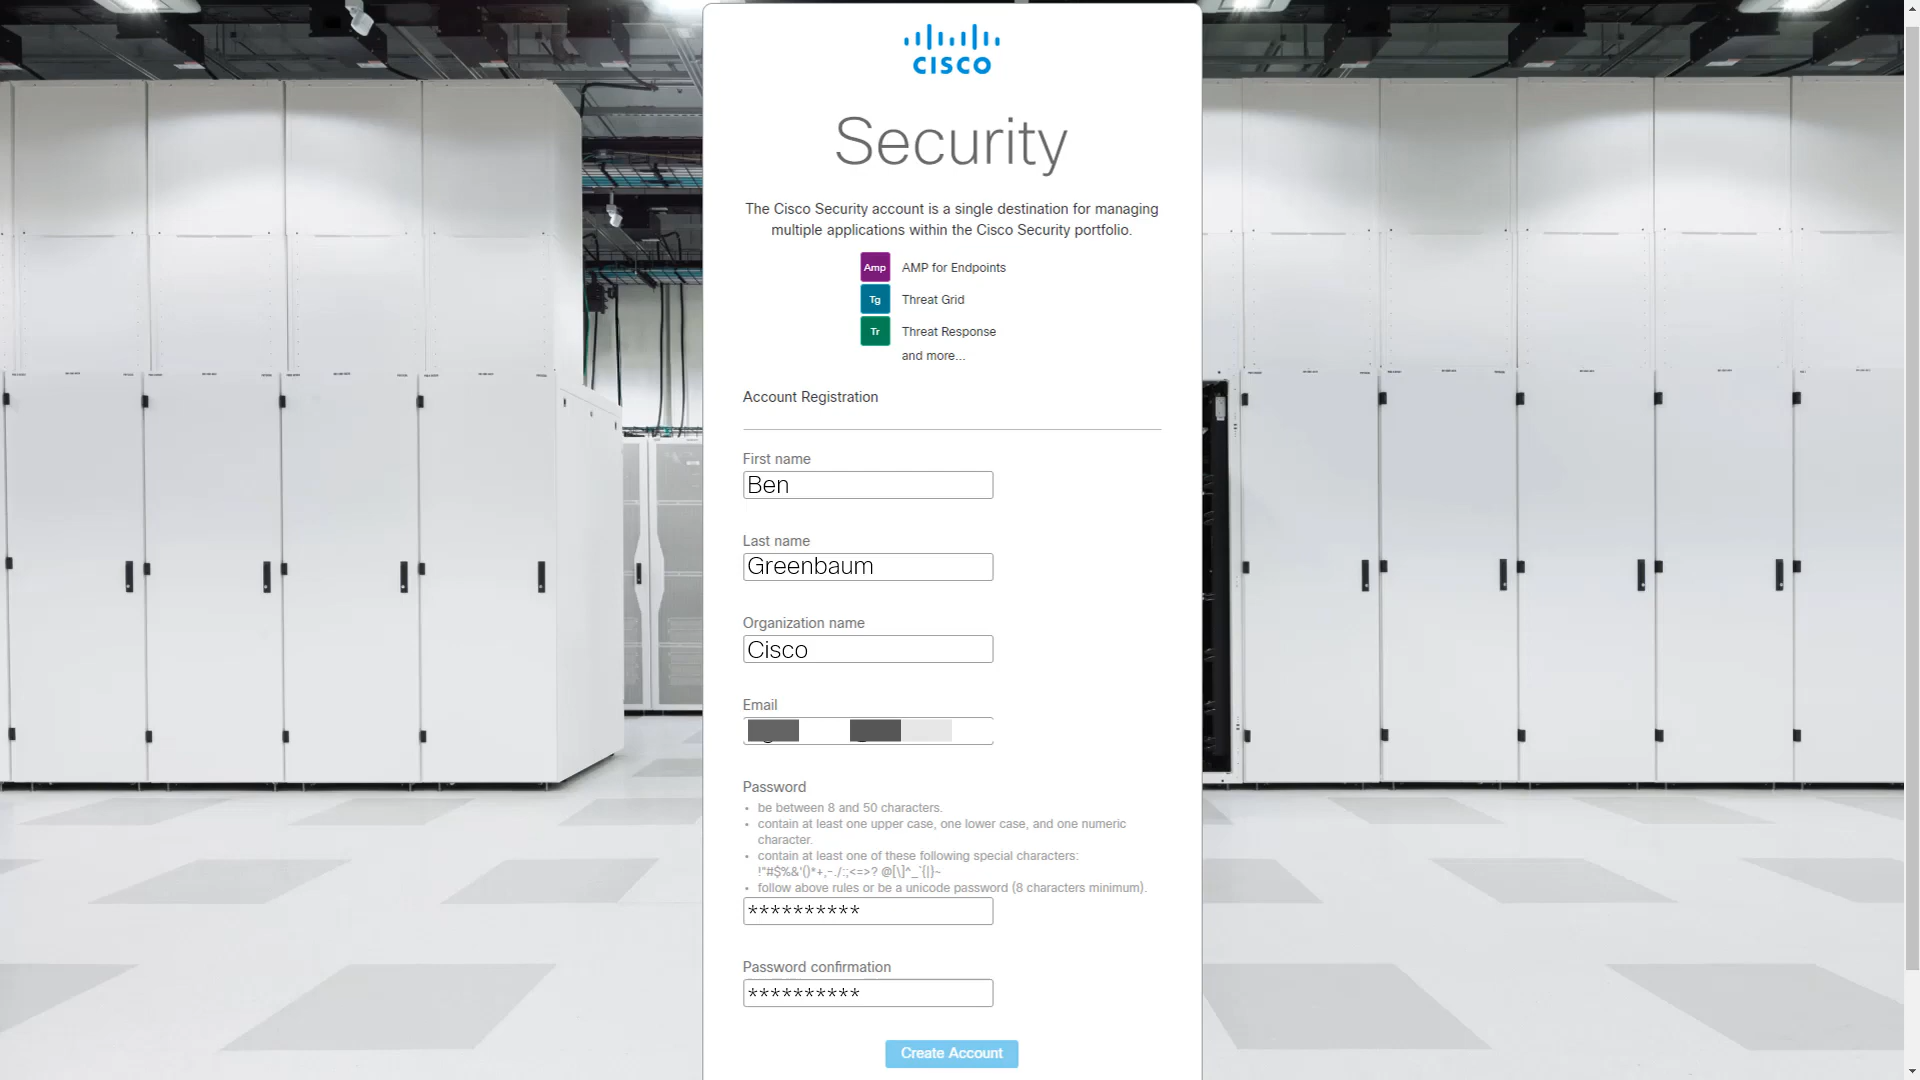 CISCO
Security
The Cisco Security account is a single destination for managing
multiple applications within the Cisco Security portfolio.
Amp AMP for Endpoints
Tg Threat Grid
Tr Threat Response
and more...
Account Registration
First name
Ben
Last name
Greenbaum
Organization name
Cisco
Email
Password
• be between 8 and 50 characters.
• contain at least one upper case, one lower case, and one numeric
character.
• contain at least one of these following special characters:
!"#$%&'()*+,-./:;<=>? @[\]^_`{|}~
• follow above rules or be a unicode password (8 characters minimum).
**********
Password confirmation
**********
Create Account